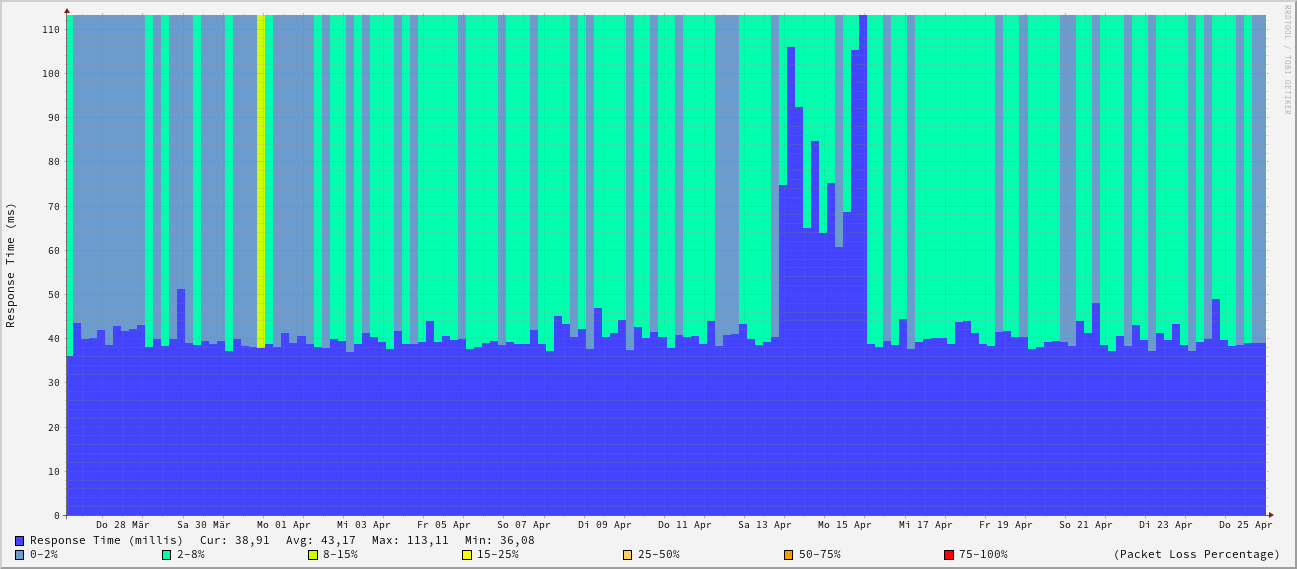 RRDTOOL / TOBI OETIKER
Response Time (ms)
110
100
90
80
70
60
50
40
30
20
10
0
Do 28 Mär Sa 30 Mär Mo 01 Apr Mi 03 Apr Fr 05 Apr So 07 Apr Di 09 Apr Do 11 Apr Sa 13 Apr Mo 15 Apr Mi 17 Apr Fr 19 Apr So 21 Apr Di 23 Apr Do 25 Apr
Response Time (millis) Cur: 38,91 Avg: 43,17 Max: 113,11 Min: 36,08
0-2% 2-8% 8-15% 15-25% 25-50% 50-75% 75-100% (Packet Loss Percentage)